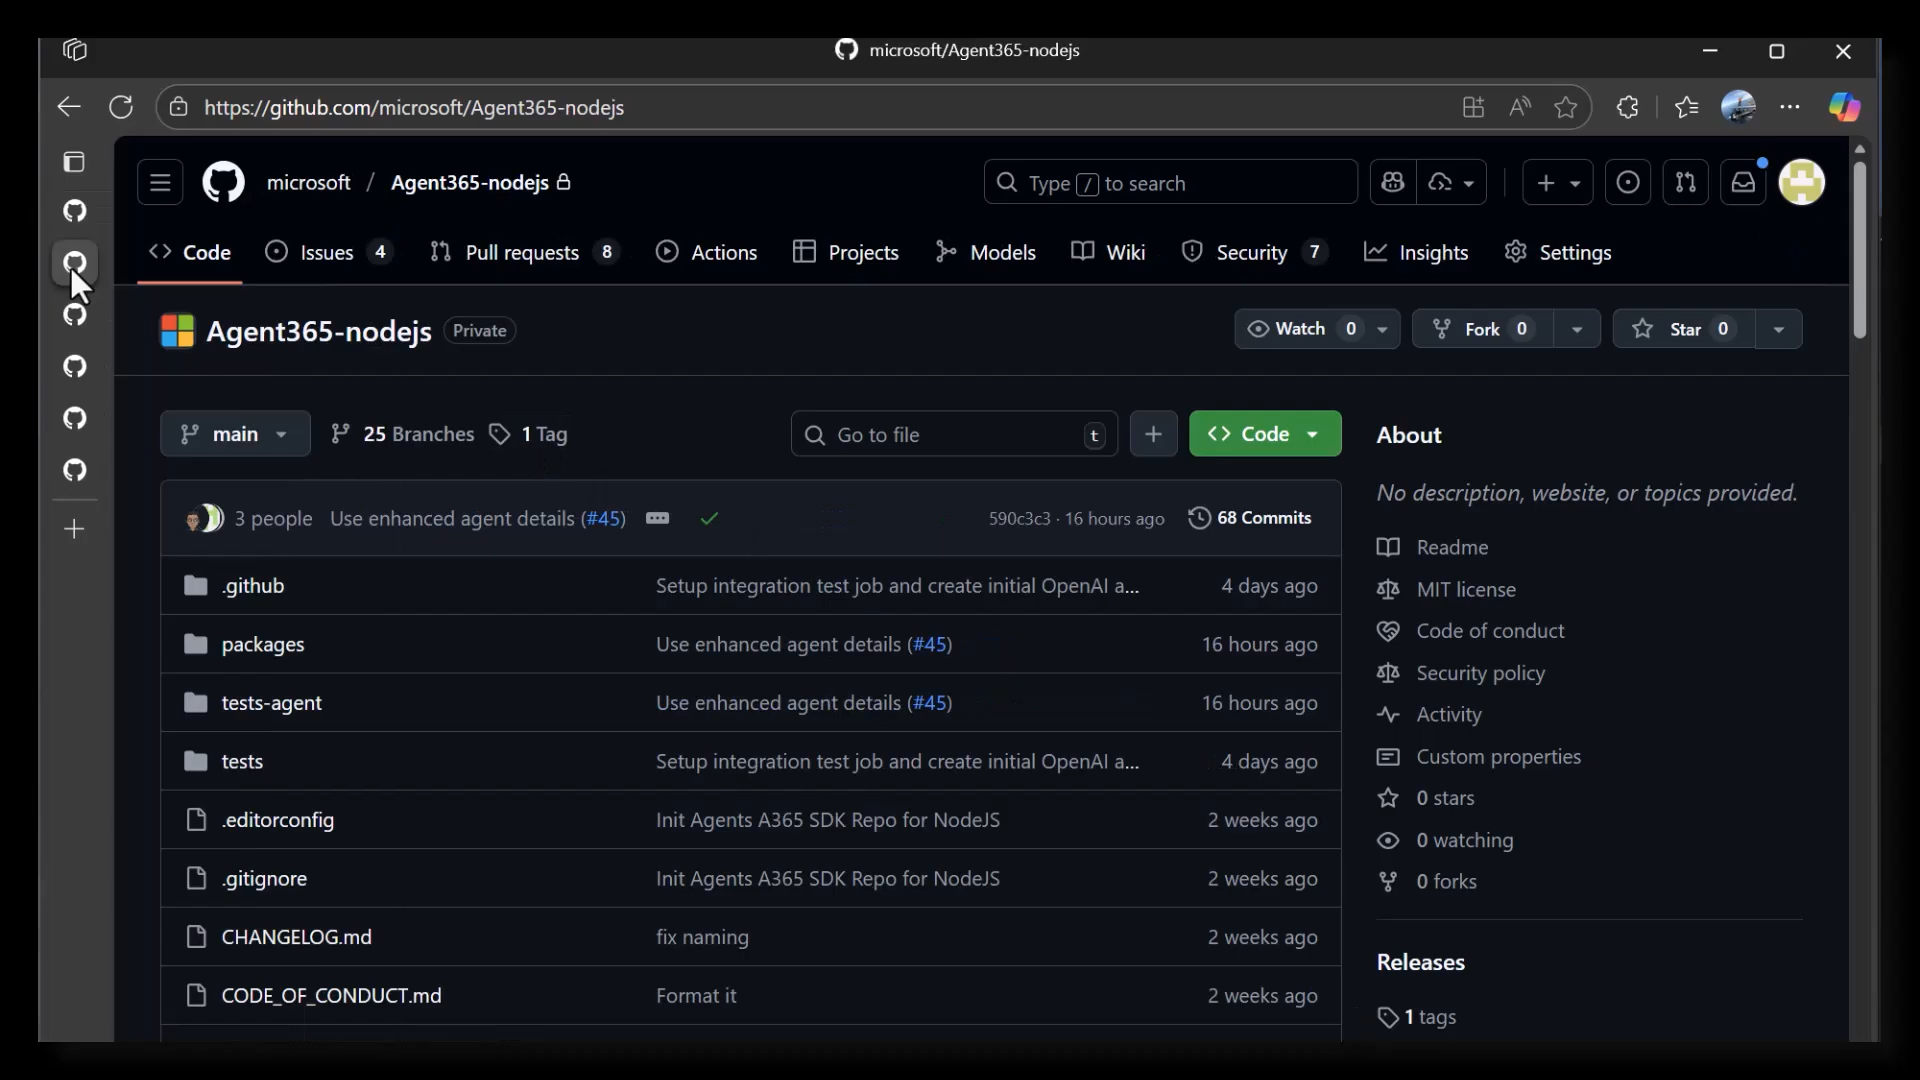 microsoft/Agent365-nodejs
https://github.com/microsoft/Agent365-nodejs
microsoft / Agent365-nodejs
Type / to search
Code
Issues 4
Pull requests 8
Actions
Projects
Models
Wiki
Security 7
Insights
Settings
Agent365-nodejs Private
Watch 0
Fork 0
Star 0
main
25 Branches
1 Tag
Go to file t
Code
3 people Use enhanced agent details (#45)
590c3c3 · 16 hours ago
68 Commits
.github Setup integration test job and create initial OpenAI a... 4 days ago
packages Use enhanced agent details (#45) 16 hours ago
tests-agent Use enhanced agent details (#45) 16 hours ago
tests Setup integration test job and create initial OpenAI a... 4 days ago
.editorconfig Init Agents A365 SDK Repo for NodeJS 2 weeks ago
.gitignore Init Agents A365 SDK Repo for NodeJS 2 weeks ago
CHANGELOG.md fix naming 2 weeks ago
CODE_OF_CONDUCT.md Format it 2 weeks ago
About
No description, website, or topics provided.
Readme
MIT license
Code of conduct
Security policy
Activity
Custom properties
0 stars
0 watching
0 forks
Releases
1 tags